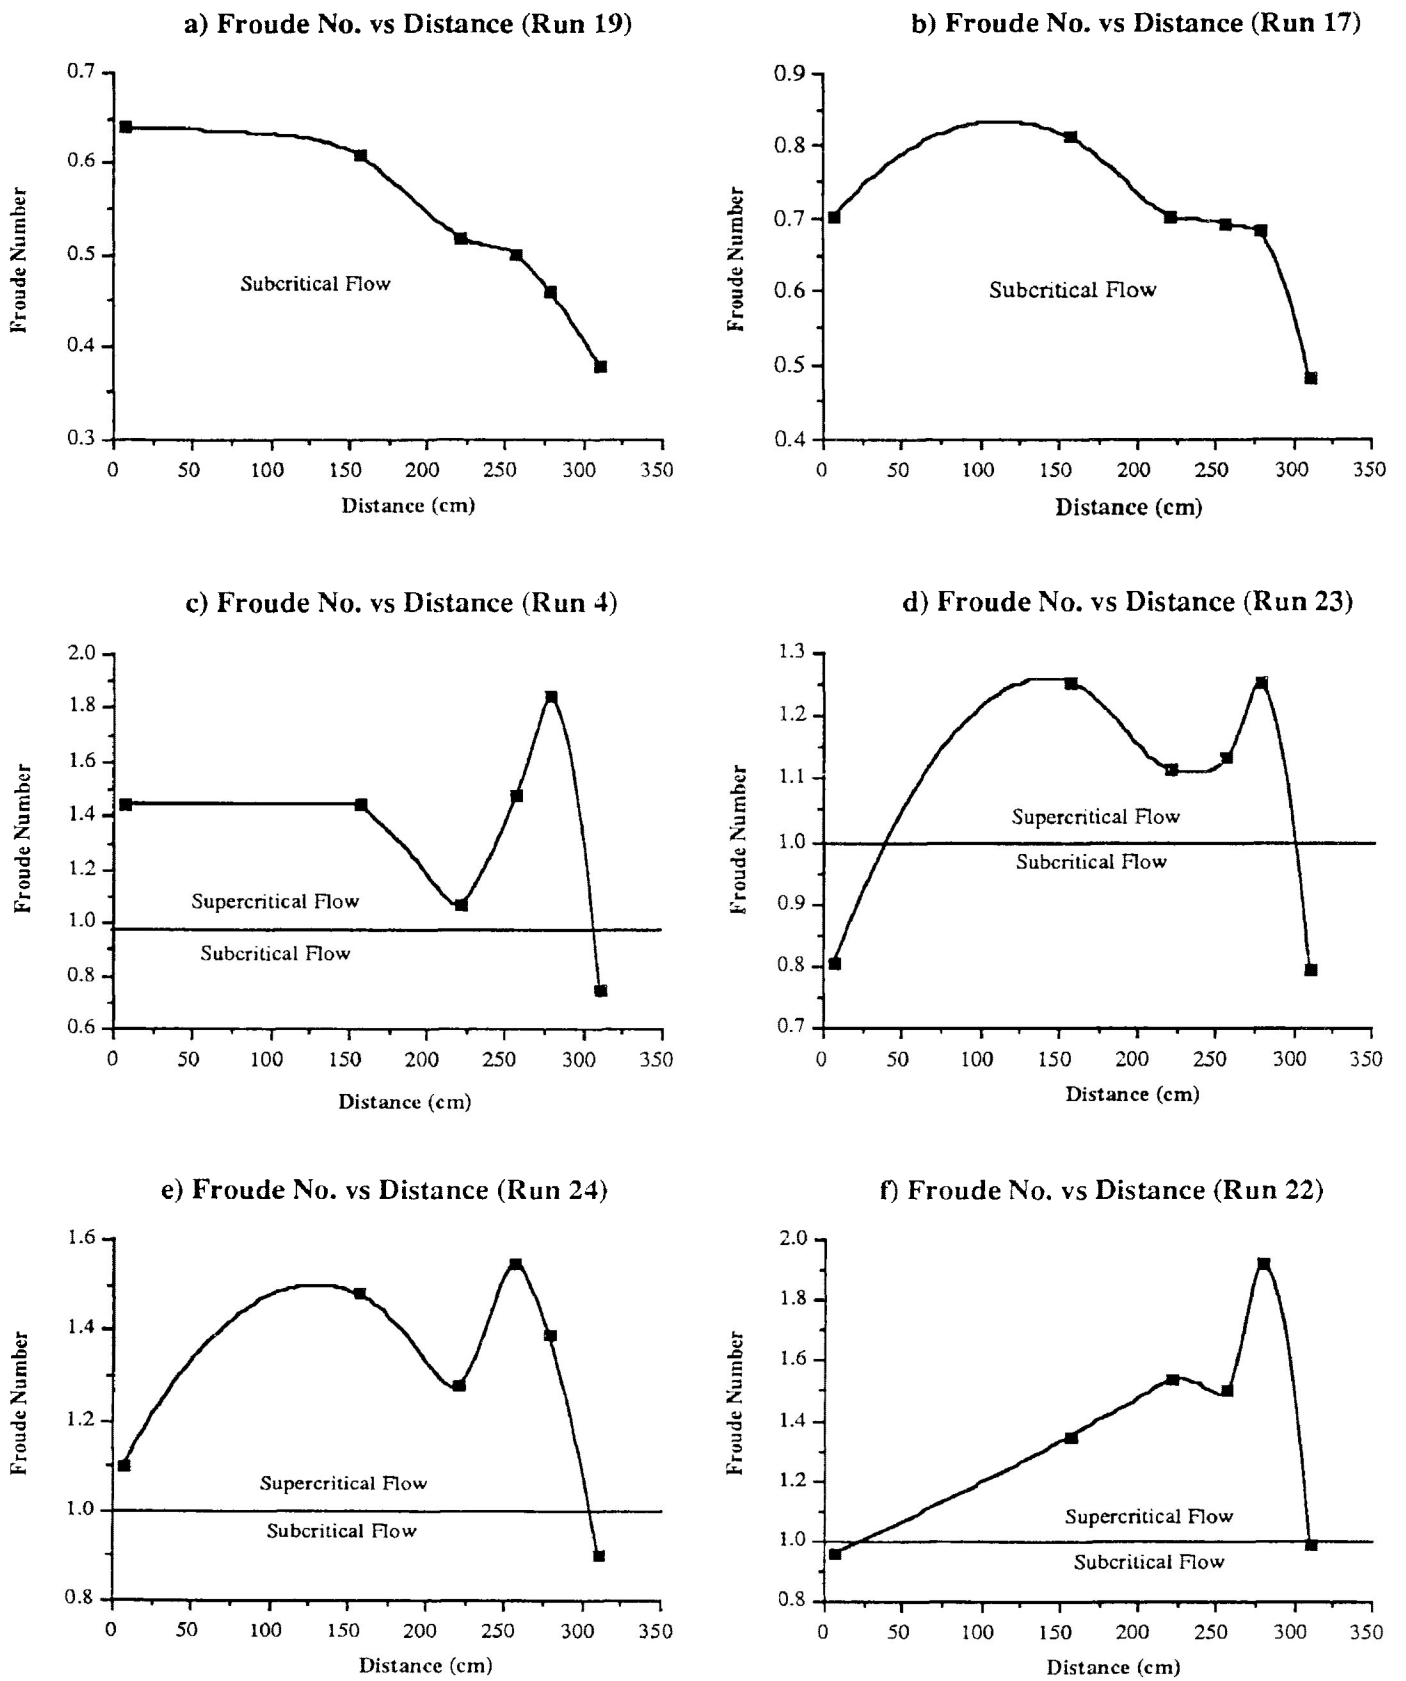 a) Froude No. vs Distance (Run 19)
0.7
0.6
0.5
0.4
0.3
Froude Number
Subcritical Flow
0 50 100 150 200 250 300 350
Distance (cm)
b) Froude No. vs Distance (Run 17)
0.9
0.8
0.7
0.6
0.5
0.4
Froude Number
Subcritical Flow
0 50 100 150 200 250 300 350
Distance (cm)
c) Froude No. vs Distance (Run 4)
2.0
1.8
1.6
1.4
1.2
1.0
0.8
0.6
Froude Number
Supercritical Flow
Subcritical Flow
0 50 100 150 200 250 300 350
Distance (cm)
d) Froude No. vs Distance (Run 23)
1.3
1.2
1.1
1.0
0.9
0.8
0.7
Froude Number
Supercritical Flow
Subcritical Flow
0 50 100 150 200 250 300 350
Distance (cm)
e) Froude No. vs Distance (Run 24)
1.6
1.4
1.2
1.0
0.8
Froude Number
Supercritical Flow
Subcritical Flow
0 50 100 150 200 250 300 350
Distance (cm)
f) Froude No. vs Distance (Run 22)
2.0
1.8
1.6
1.4
1.2
1.0
0.8
Froude Number
Supercritical Flow
Subcritical Flow
0 50 100 150 200 250 300 350
Distance (cm)